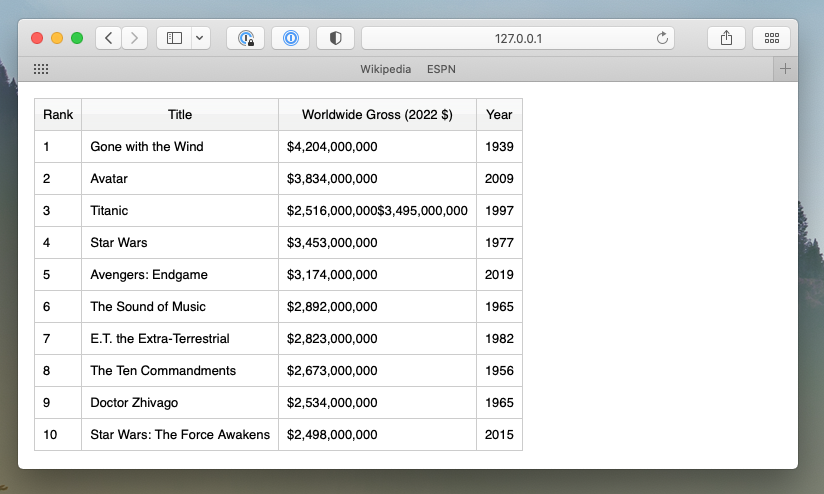 127.0.0.1
Wikipedia ESPN
Rank Title Worldwide Gross (2022 $) Year
1 Gone with the Wind $4,204,000,000 1939
2 Avatar $3,834,000,000 2009
3 Titanic $2,516,000,000$3,495,000,000 1997
4 Star Wars $3,453,000,000 1977
5 Avengers: Endgame $3,174,000,000 2019
6 The Sound of Music $2,892,000,000 1965
7 E.T. the Extra-Terrestrial $2,823,000,000 1982
8 The Ten Commandments $2,673,000,000 1956
9 Doctor Zhivago $2,534,000,000 1965
10 Star Wars: The Force Awakens $2,498,000,000 2015